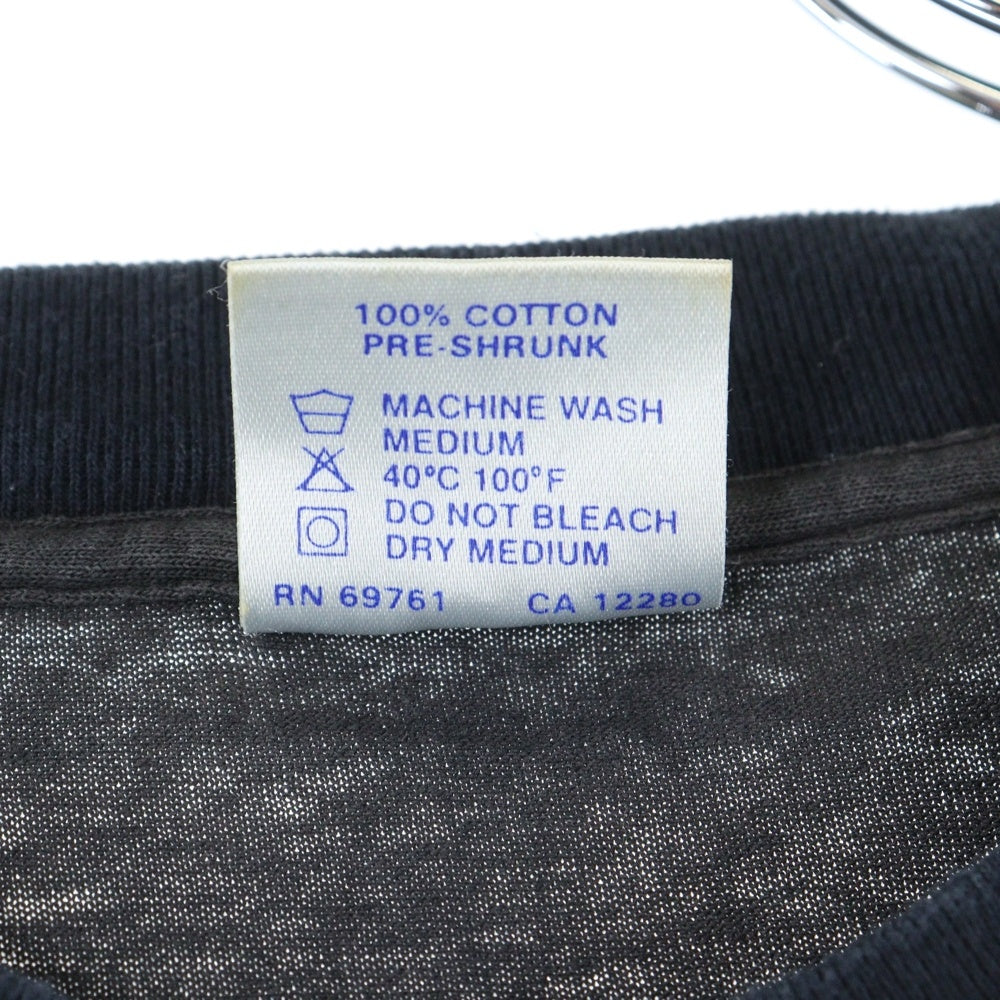 100% COTTON
PRE-SHRUNK
MACHINE WASH
MEDIUM
40°C 100°F
DO NOT BLEACH
DRY MEDIUM
RN 69761 CA 12280